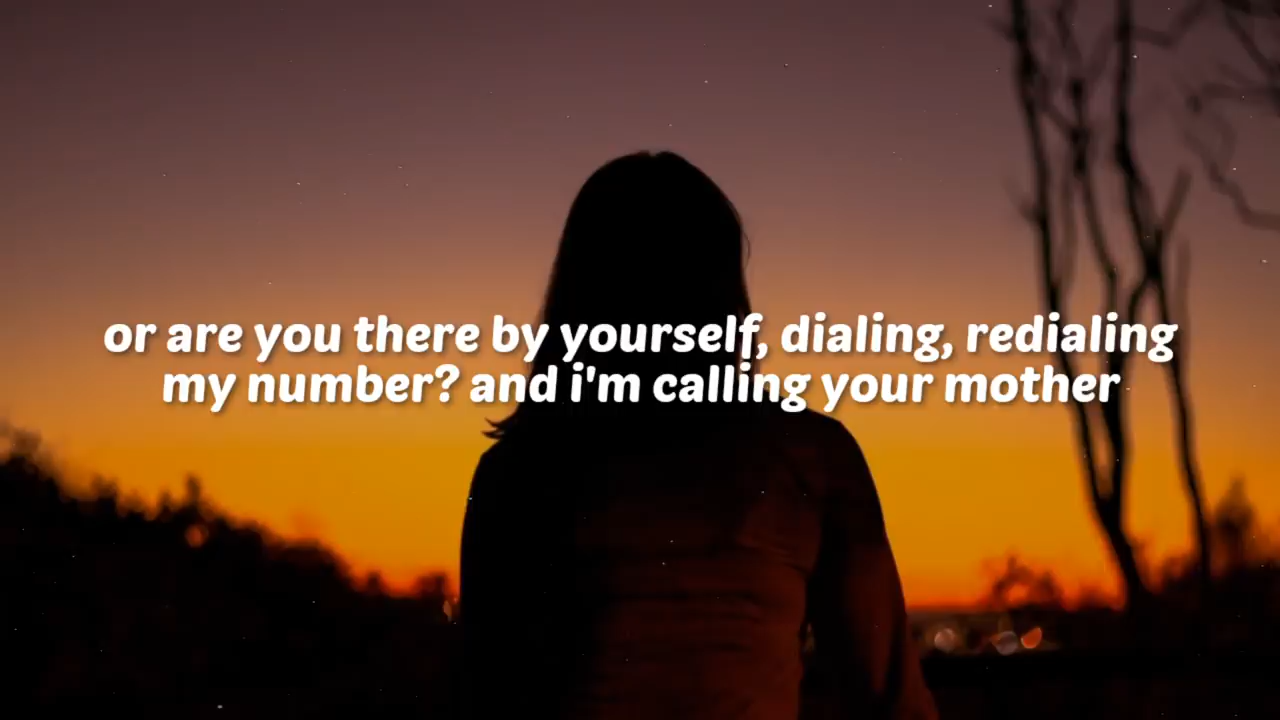 or are you there by yourself, dialing, redialing
my number? and i'm calling your mother